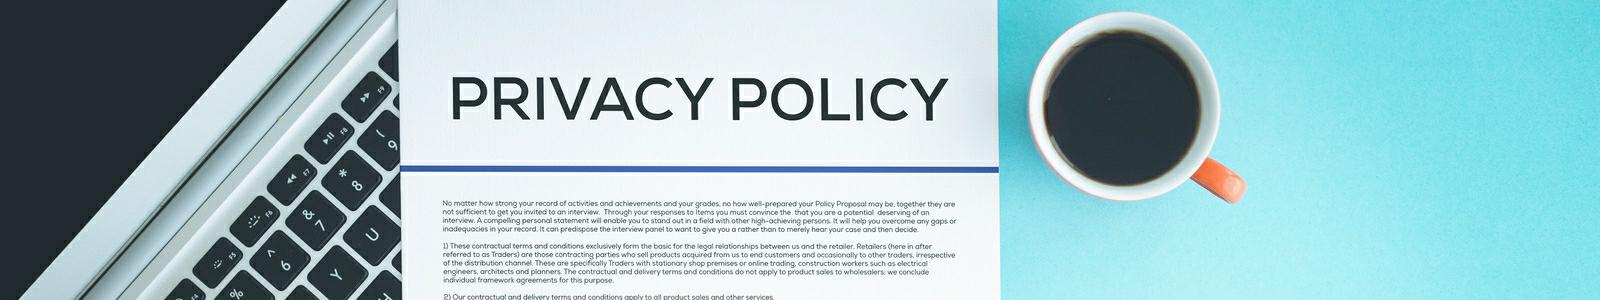 PRIVACY POLICY
No matter how strong your record of activities and achievements and your grades, no how well-prepared your Policy Proposal may be, together they are
not sufficient to get you invited to an interview. Through your responses to Items you must convince the that you are a potential deserving of an
interview. A compelling personal statement will enable you to stand out in a field with other high-achieving persons. It will help you overcome any gaps or
inadequacies in your record. It can predispose the interview panel to want to give you a rather than to merely hear your case and then decide.
1) These contractual terms and conditions exclusively form the basic for the legal relationships between us and the retailer. Retailers (here in after
referred to as Traders) are those contracting parties who sell products acquired from us to end customers and occasionally to other traders, irrespective
of the distribution channel. These are specifically Traders with stationary shop premises or online trading, construction workers such as electrical
engineers, architects and planners. The contractual and delivery terms and conditions do not apply to product sales to wholesalers; we conclude
individual framework agreements for this purpose.
2) Our contractual and delivery terms and conditions apply to all product sales and other services.
F9
F8
( 9
F7
* 8
& 7
U
F5
^ 6
Y
%